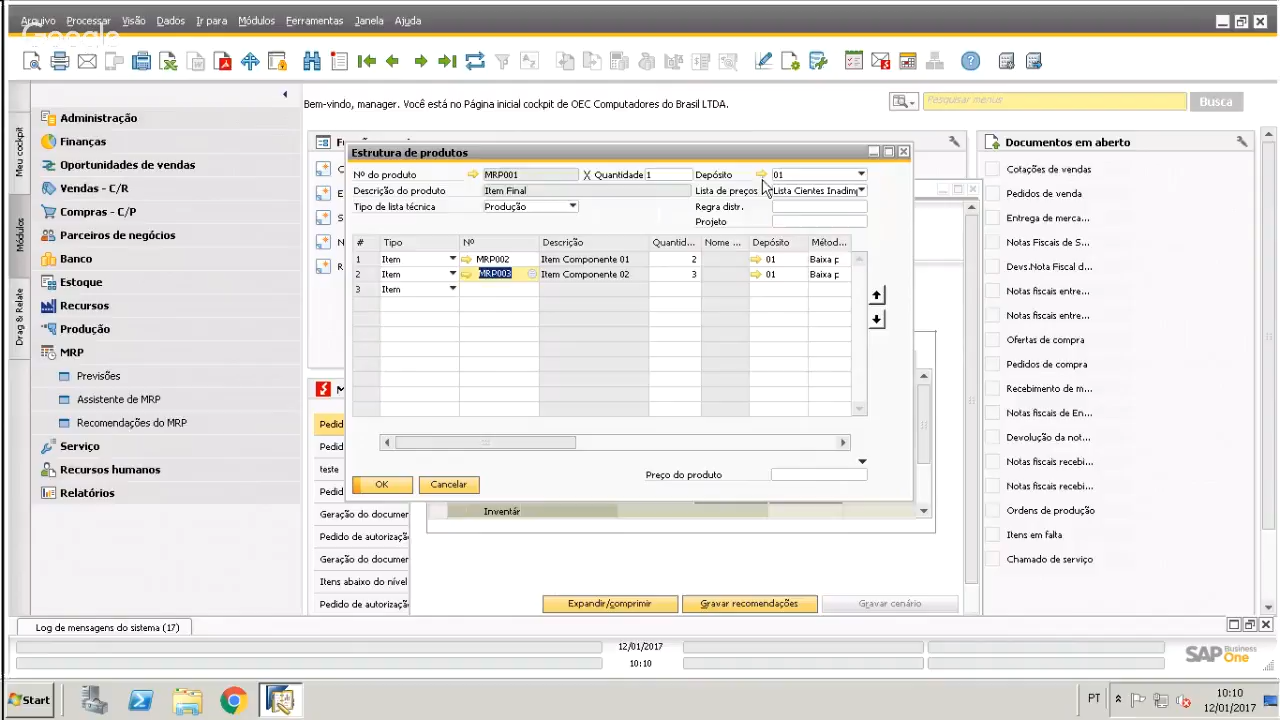 Arquivo Processar Visão Dados Ir para Módulos Ferramentas Janela Ajuda
Google
Bem-vindo, manager. Você está no Página inicial cockpit de OEC Computadores do Brasil LTDA.
Pesquisar menus
Busca
Meu cockpit
Módulos
Drag & Relate
Administração
Finanças
Oportunidades de vendas
Vendas - C/R
Compras - C/P
Parceiros de negócios
Banco
Estoque
Recursos
Produção
MRP
Previsões
Assistente de MRP
Recomendações do MRP
Serviço
Recursos humanos
Relatórios
Estrutura de produtos
Nº do produto MRP001 X Quantidade 1 Depósito 01
Descrição do produto Item Final Lista de preços Lista Cientes Inadimp
Tipo de lista técnica Produção Regra distr.
Projeto
# Tipo Nº Descrição Quantid... Nome ... Depósito Métod...
1 Item MRP002 Item Componente 01 2 01 Baixa p
2 Item MRP003 Item Componente 02 3 01 Baixa p
3 Item
Preço do produto
OK Cancelar
Pedid
Pedid
teste
Pedid
Geração do documen
Pedido de autorizaçã
Geração do documen
Itens abaixo do nível
Pedido de autorizaçã
Inventár
Expandir/comprimir Gravar recomendações Gravar cenário
Documentos em aberto
Cotações de vendas
Pedidos de venda
Entrega de merca...
Notas Fiscais de S...
Devs.Nota Fiscal d...
Notas fiscais entre...
Notas fiscais entre...
Ofertas de compra
Pedidos de compra
Recebimento de m...
Notas fiscais de En...
Devolução da not...
Notas fiscais recebi...
Notas fiscais recebi...
Ordens de produção
Itens em falta
Chamado de serviço
Log de mensagens do sistema (17)
12/01/2017
10:10
SAP Business One
Start
PT
10:10
12/01/2017